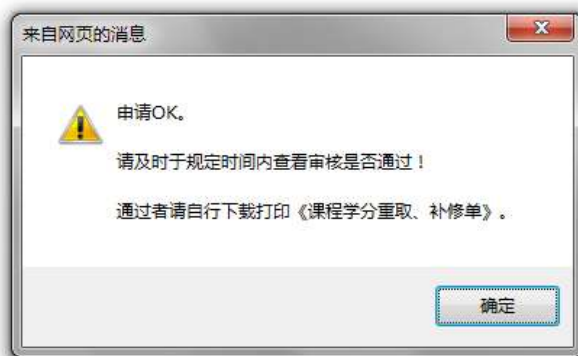 来自网页的消息
申请OK。
请及时于规定时间内查看审核是否通过！
通过者请自行下载打印《课程学分重取、补修单》。
确定